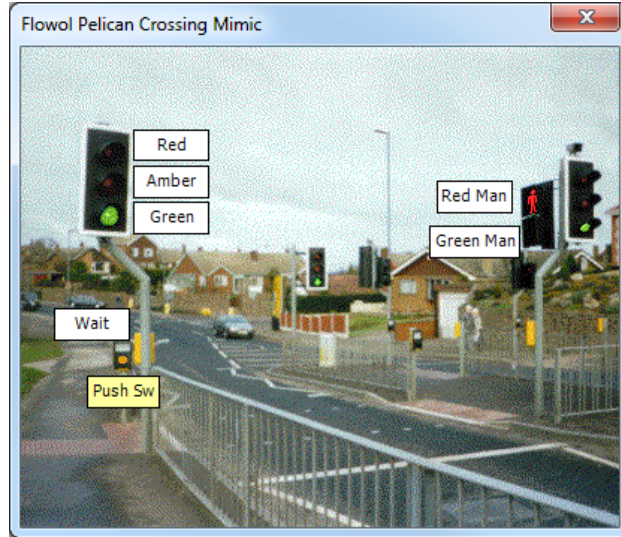 Flowol Pelican Crossing Mimic
Red
Amber
Green
Red Man
Green Man
Wait
Push Sw